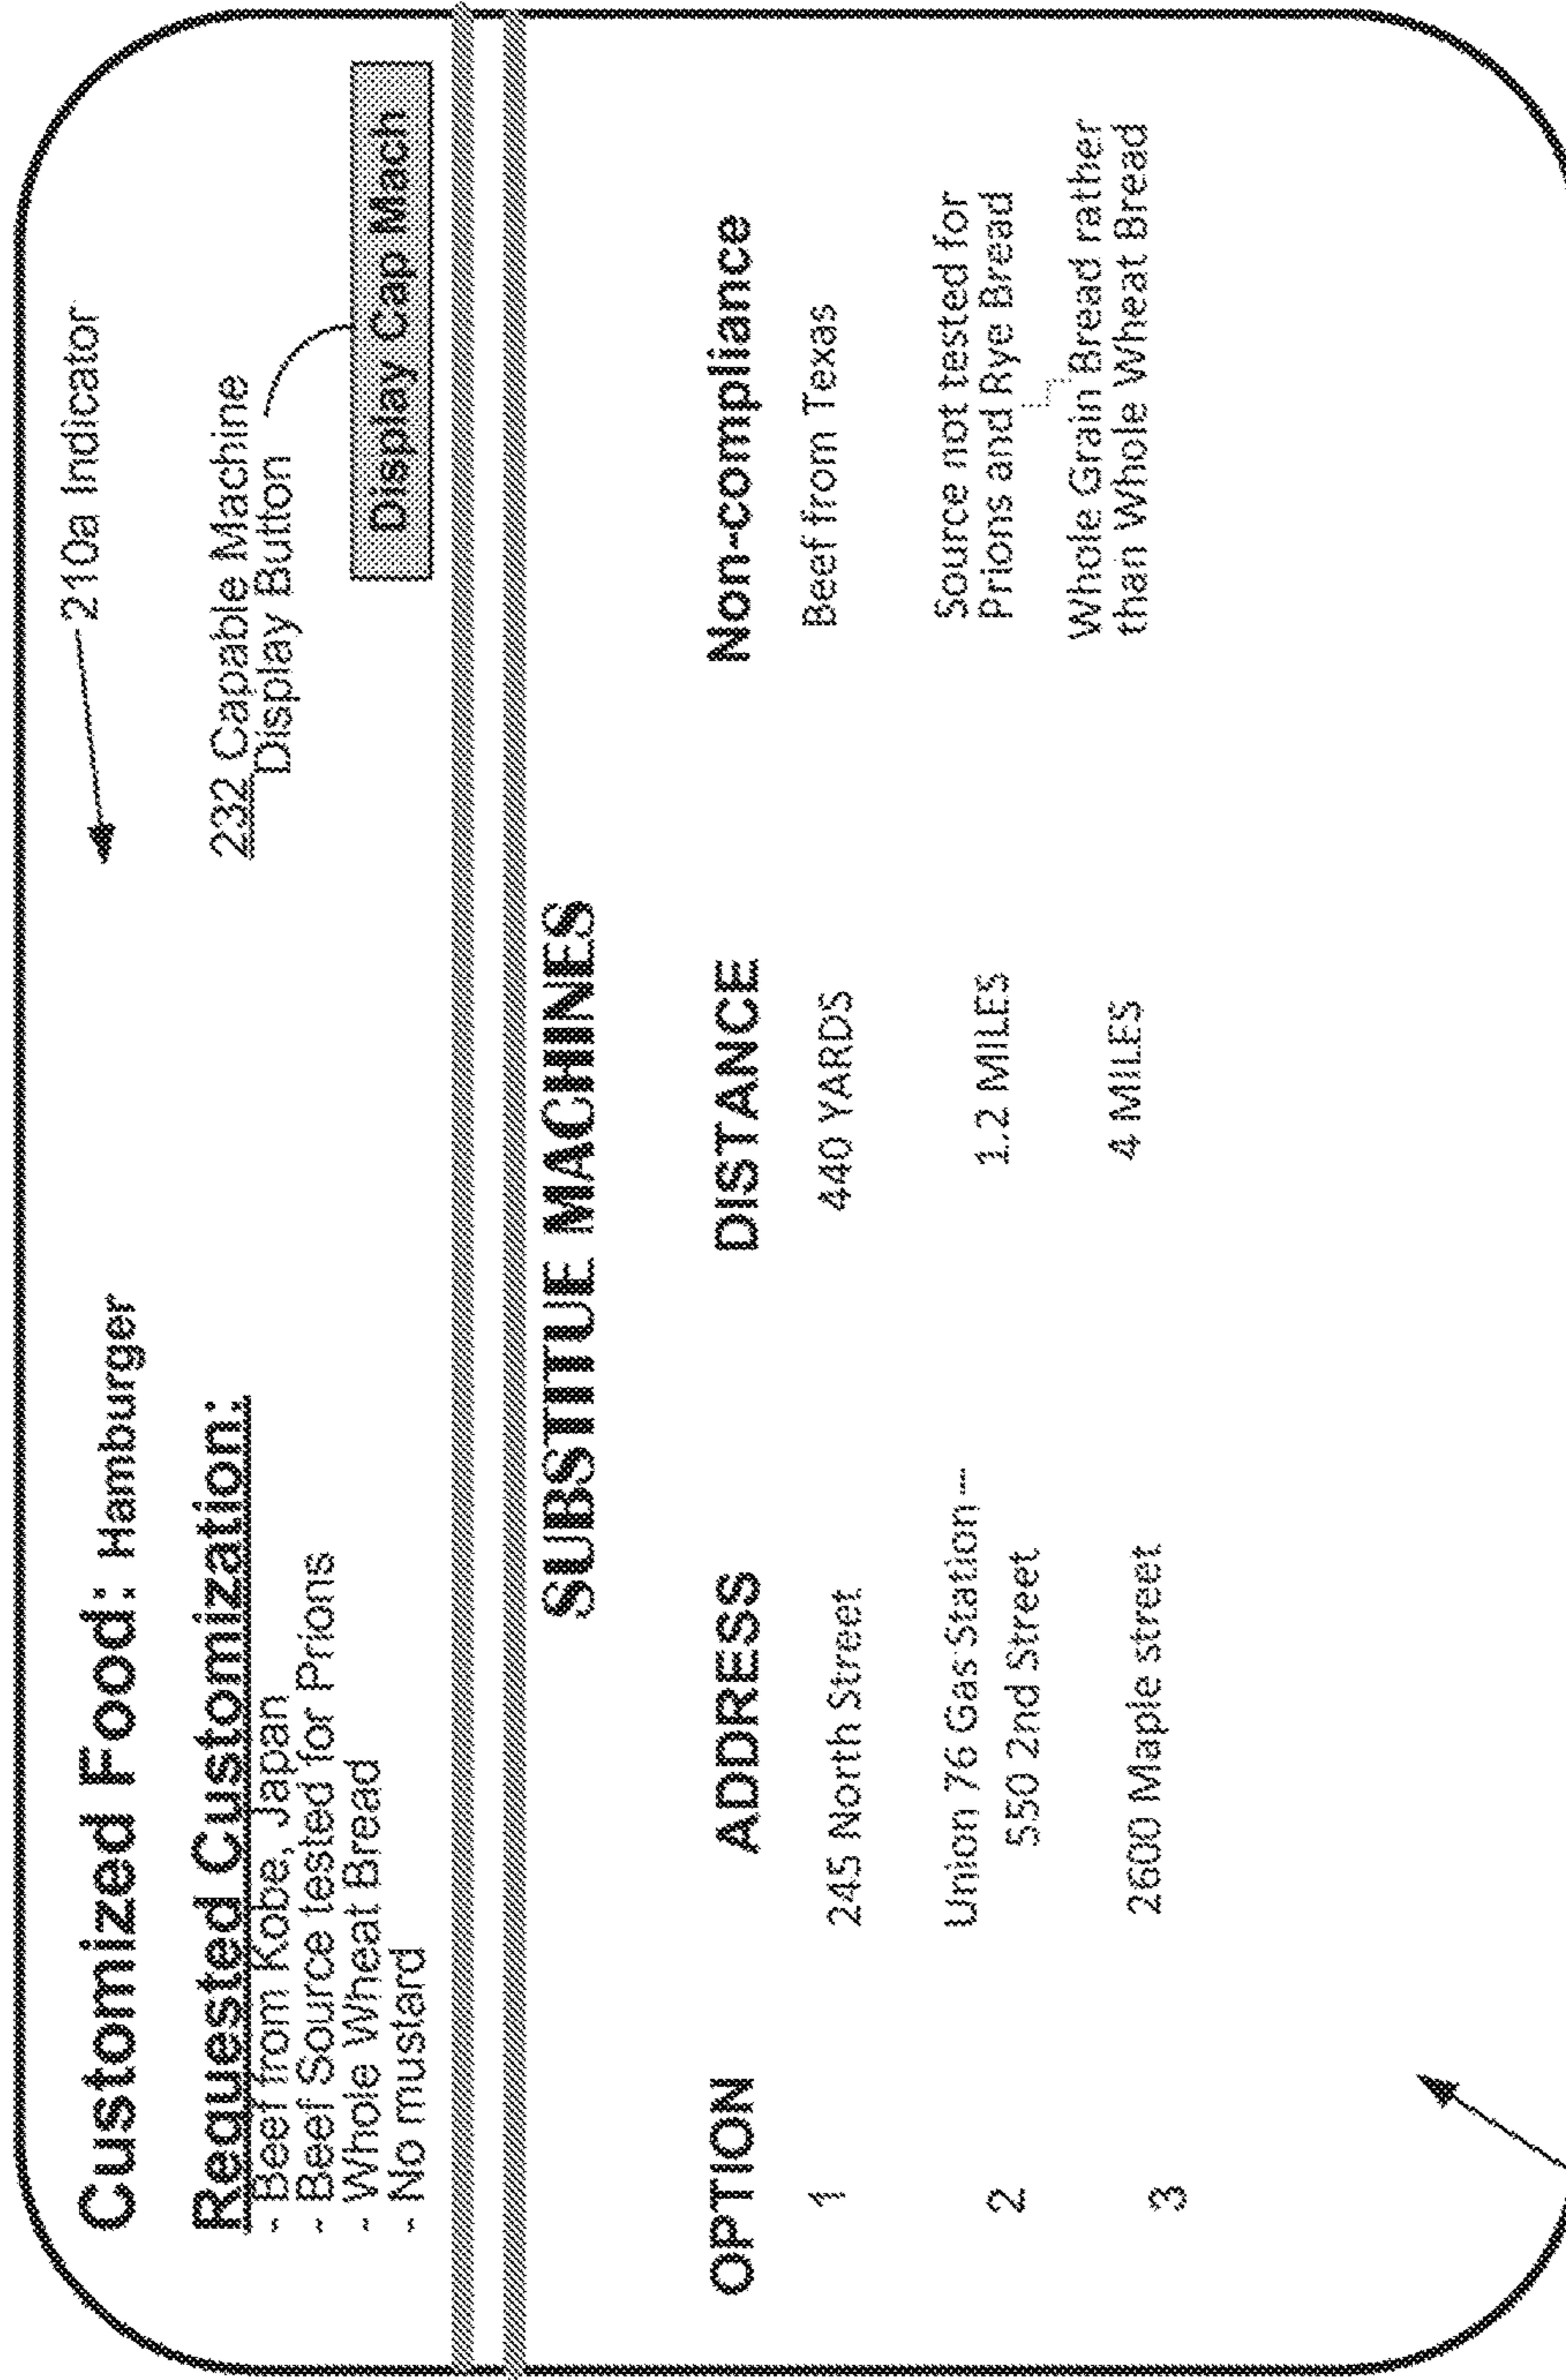 Customized Food: Hamburger
210a Indicator
Requested Customization:
- Beef from Kobe, Japan
- Beef Source tested for Prions
- Whole Wheat Bread
- No mustard
232 Capable Machine
Display Button
Display Cap Mach
SUBSTITUE MACHINES
OPTION ADDRESS DISTANCE Non-compliance
1 245 North Street 440 YARDS Beef from Texas
2 Union 76 Gas Station-- 1.2 MILES Source not tested for
550 2nd Street Prions and Rye Bread
3 2600 Maple street 4 MILES Whole Grain Bread rather
than Whole Wheat Bread